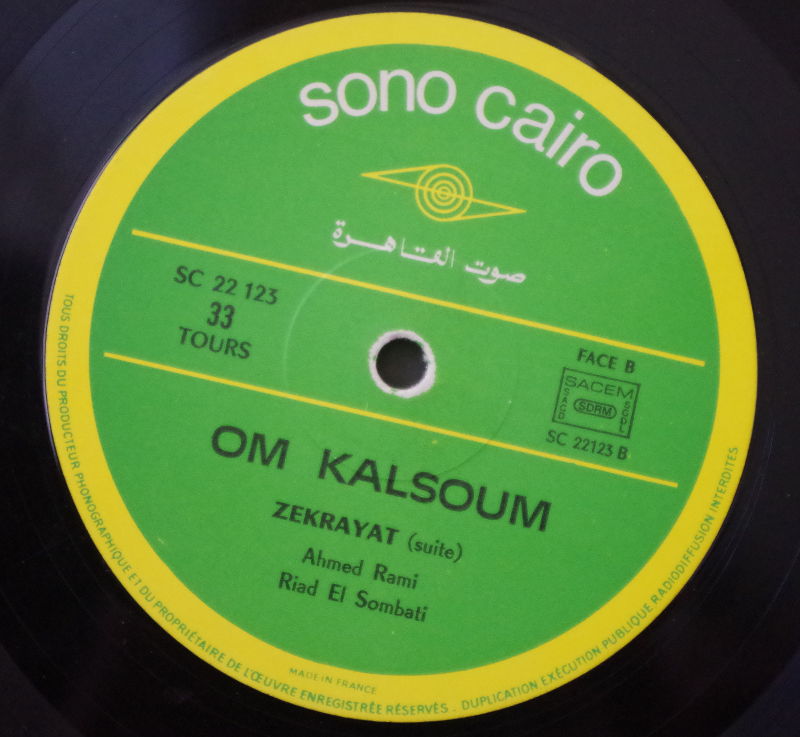 sono cairo
صوت القاهرة
SC 22 123
33
TOURS
FACE B
SACEM
SACD
SDRM
SGDL
SC 22123 B
OM KALSOUM
ZEKRAYAT (suite)
Ahmed Rami
Riad El Sombati
MADE IN FRANCE
TOUS DROITS DU PRODUCTEUR PHONOGRAPHIQUE ET DU PROPRIÉTAIRE DE L'ŒUVRE ENREGISTRÉE RÉSERVÉS - DUPLICATION EXÉCUTION PUBLIQUE RADIODIFFUSION INTERDITES